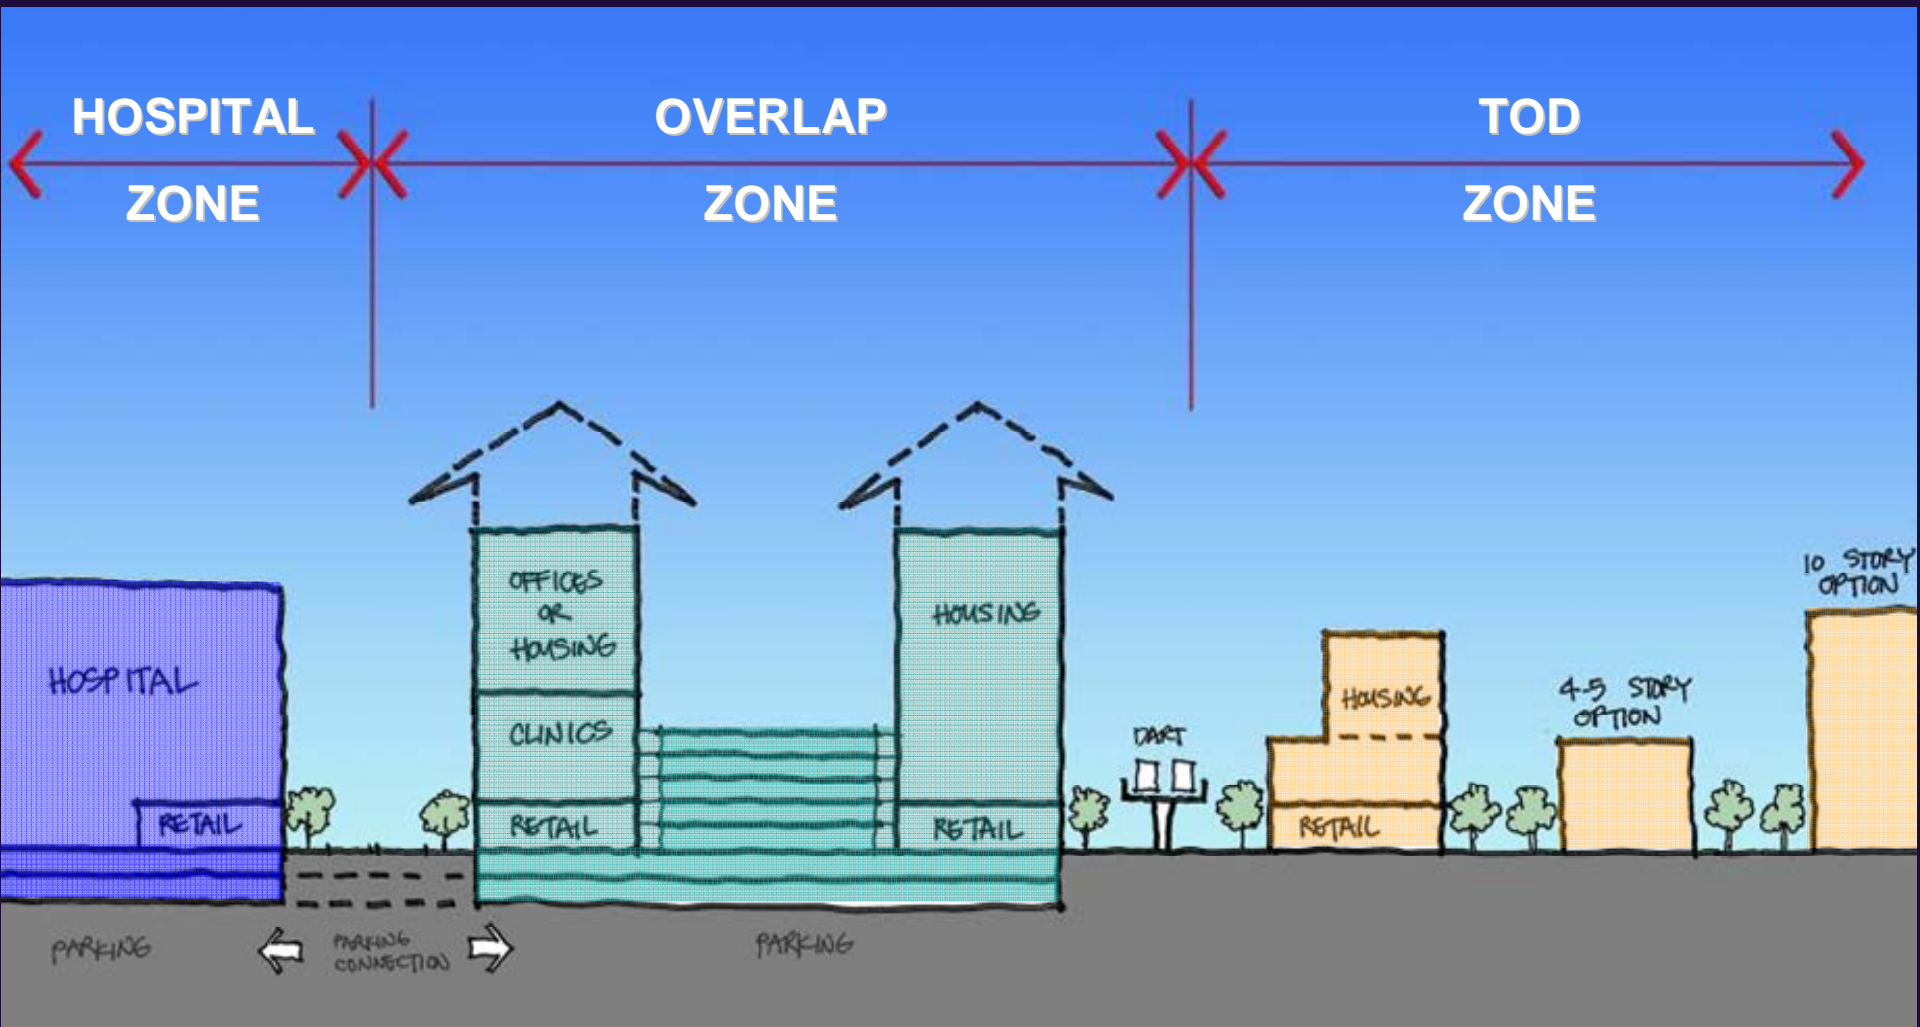 HOSPITAL
ZONE
OVERLAP
ZONE
TOD
ZONE
HOSPITAL
RETAIL
OFFICES
OR
HOUSING
CLINICS
RETAIL
HOUSING
RETAIL
DART
HOUSING
RETAIL
4-5 STORY
OPTION
10 STORY
OPTION
PARKING
PARKING
CONNECTION
PARKING